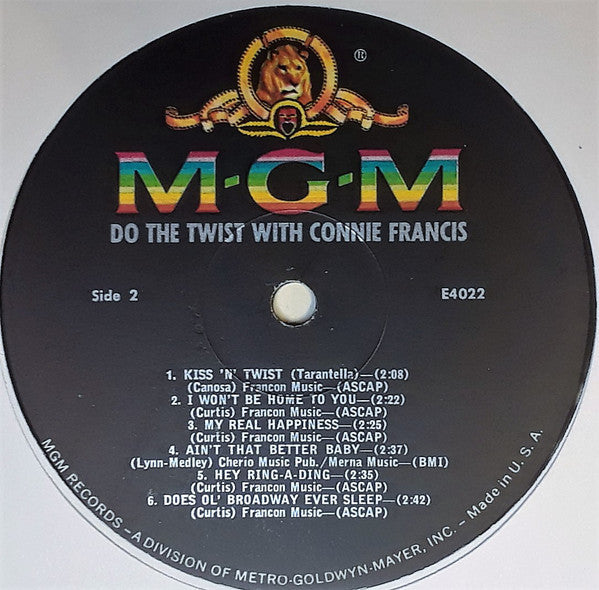 ®
M-G-M
DO THE TWIST WITH CONNIE FRANCIS
Side 2
E4022
1. KISS 'N' TWIST (Tarantella)—(2:08)
(Canosa) Francon Music—(ASCAP)
2. I WON'T BE HOME TO YOU—(2:22)
(Curtis) Francon Music—(ASCAP)
3. MY REAL HAPPINESS—(2:25)
(Curtis) Francon Music—(ASCAP)
4. AIN'T THAT BETTER BABY—(2:37)
(Lynn-Medley) Cherio Music Pub./Merna Music—(BMI)
5. HEY RING-A-DING—(2:35)
(Curtis) Francon Music—(ASCAP)
6. DOES OL' BROADWAY EVER SLEEP—(2:42)
(Curtis) Francon Music—(ASCAP)
MGM RECORDS – A DIVISION OF METRO-GOLDWYN-MAYER, INC. – Made in U. S. A.